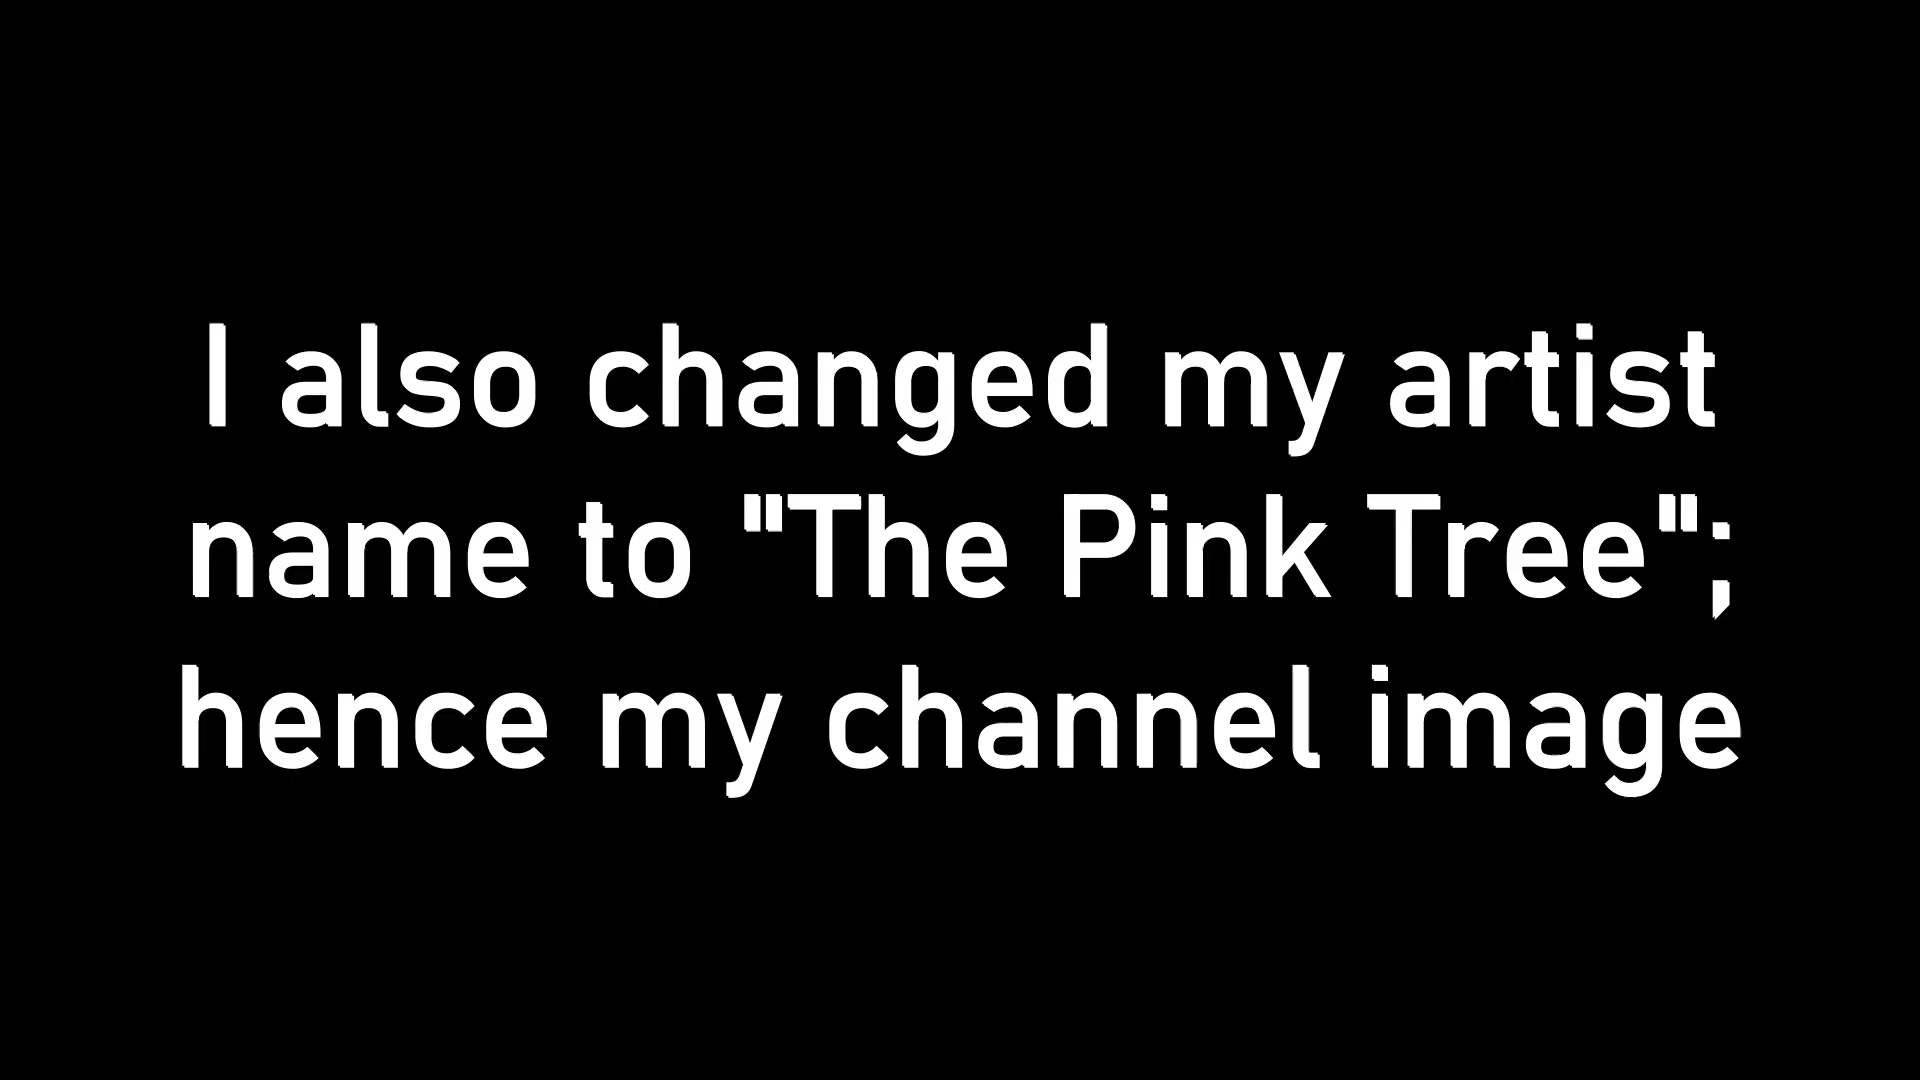 I also changed my artist
name to "The Pink Tree";
hence my channel image